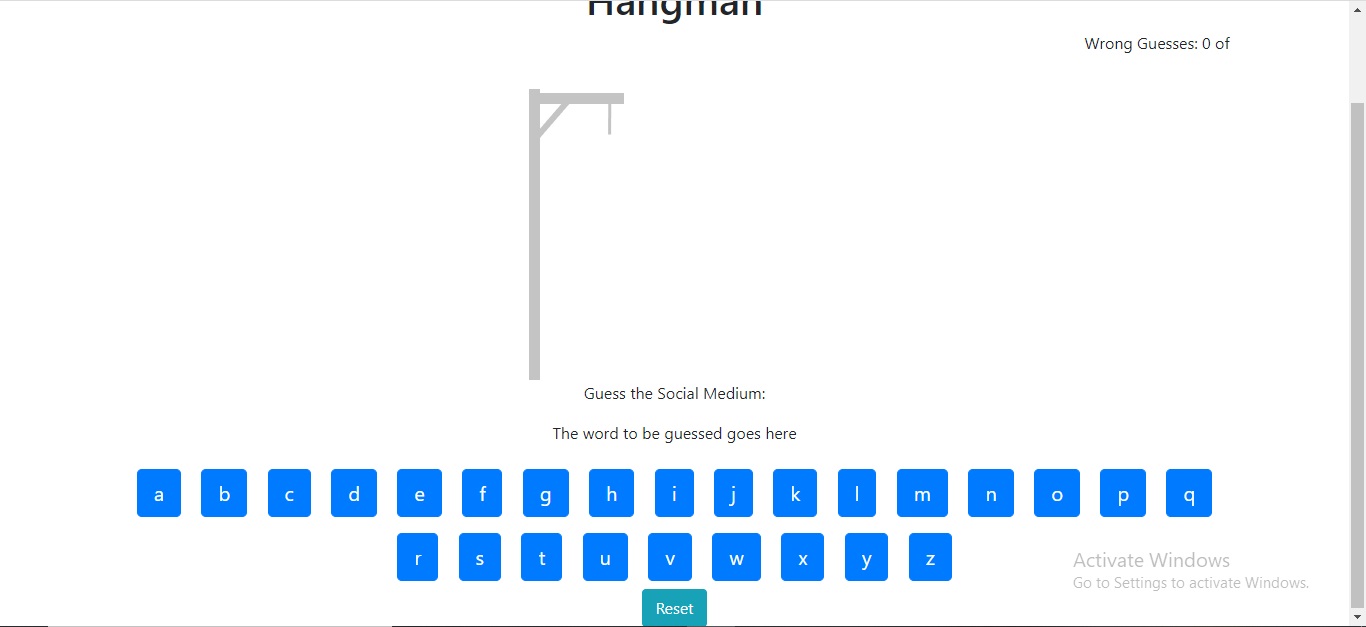 Hangman
Wrong Guesses: 0 of
Guess the Social Medium:
The word to be guessed goes here
a b c d e f g h i j k l m n o p q
r s t u v w x y z
Activate Windows
Go to Settings to activate Windows.
Reset